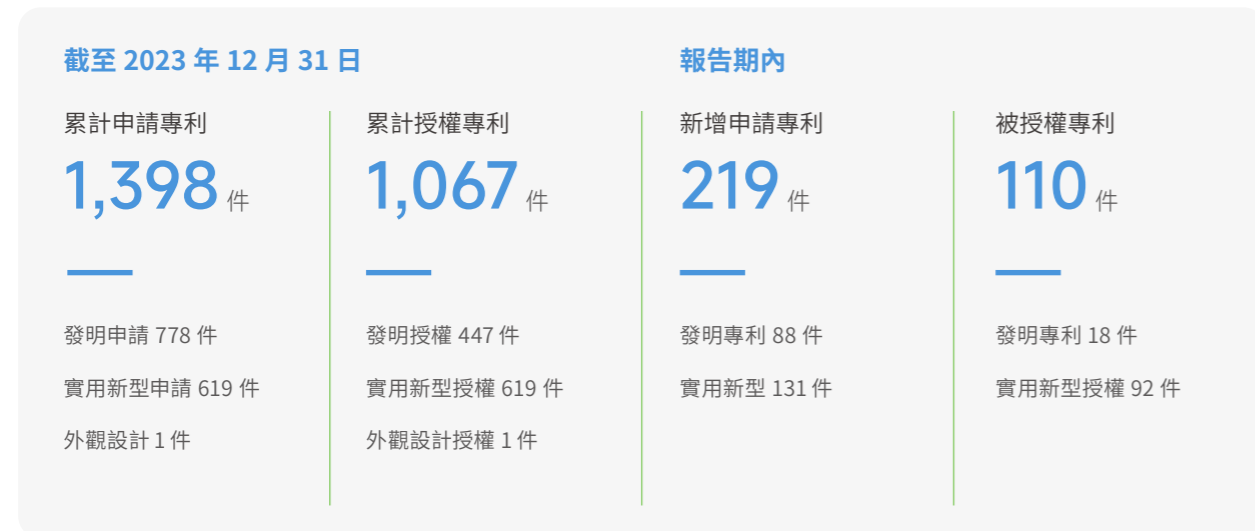 截至 2023 年 12 月 31 日
累計申請專利
1,398 件
發明申請 778 件
實用新型申請 619 件
外觀設計 1 件
累計授權專利
1,067 件
發明授權 447 件
實用新型授權 619 件
外觀設計授權 1 件
報告期內
新增申請專利
219 件
發明專利 88 件
實用新型 131 件
被授權專利
110 件
發明專利 18 件
實用新型授權 92 件